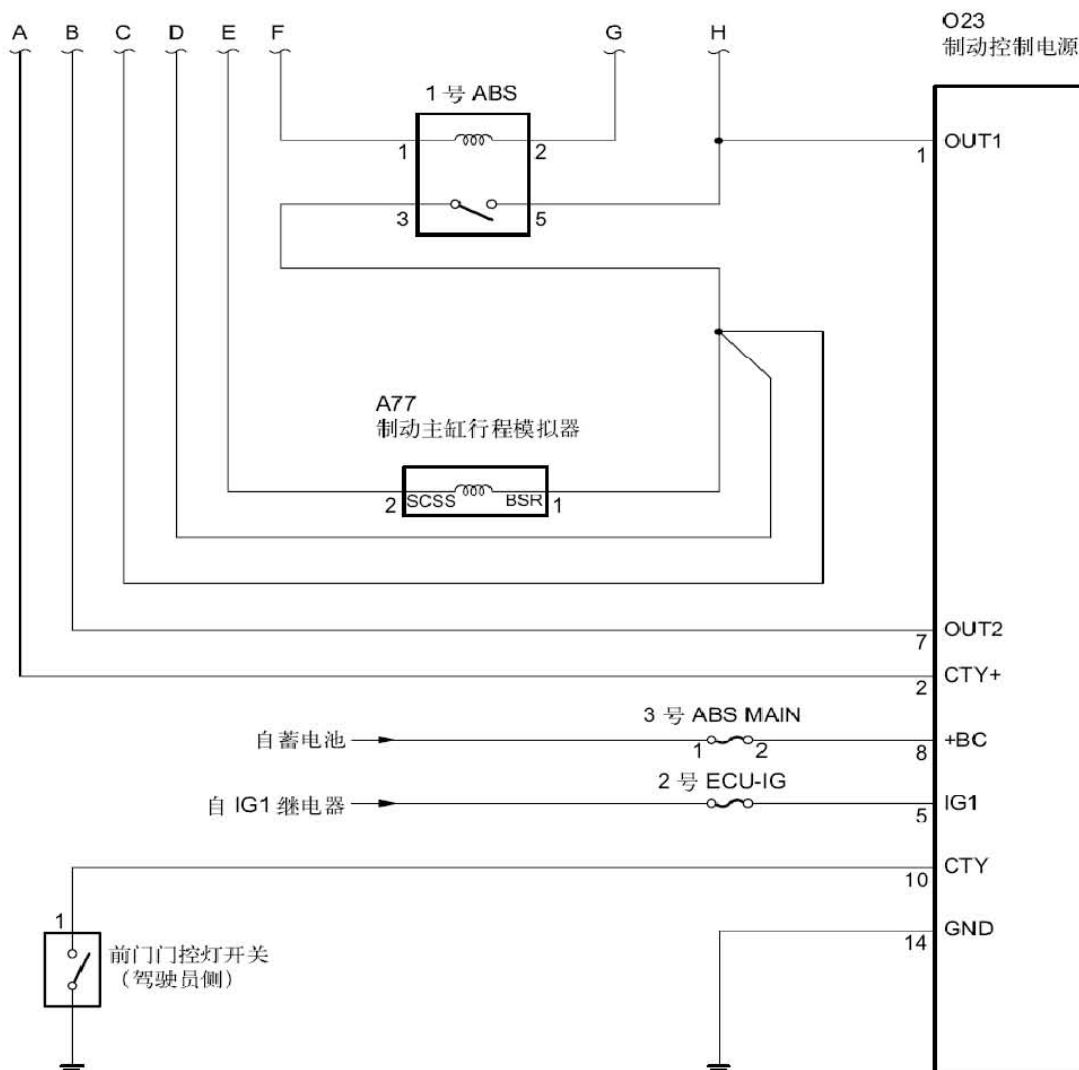 O23
制动控制电源
A B C D E F G H
1 号 ABS
1 2
1 OUT1
3 5
A77
制动主缸行程模拟器
2 SCSS BSR 1
7 OUT2
2 CTY+
3 号 ABS MAIN
自蓄电池 1 2 8 +BC
2 号 ECU-IG
自 IG1 继电器 5 IG1
10 CTY
1
14 GND
前门门控灯开关
（驾驶员侧）